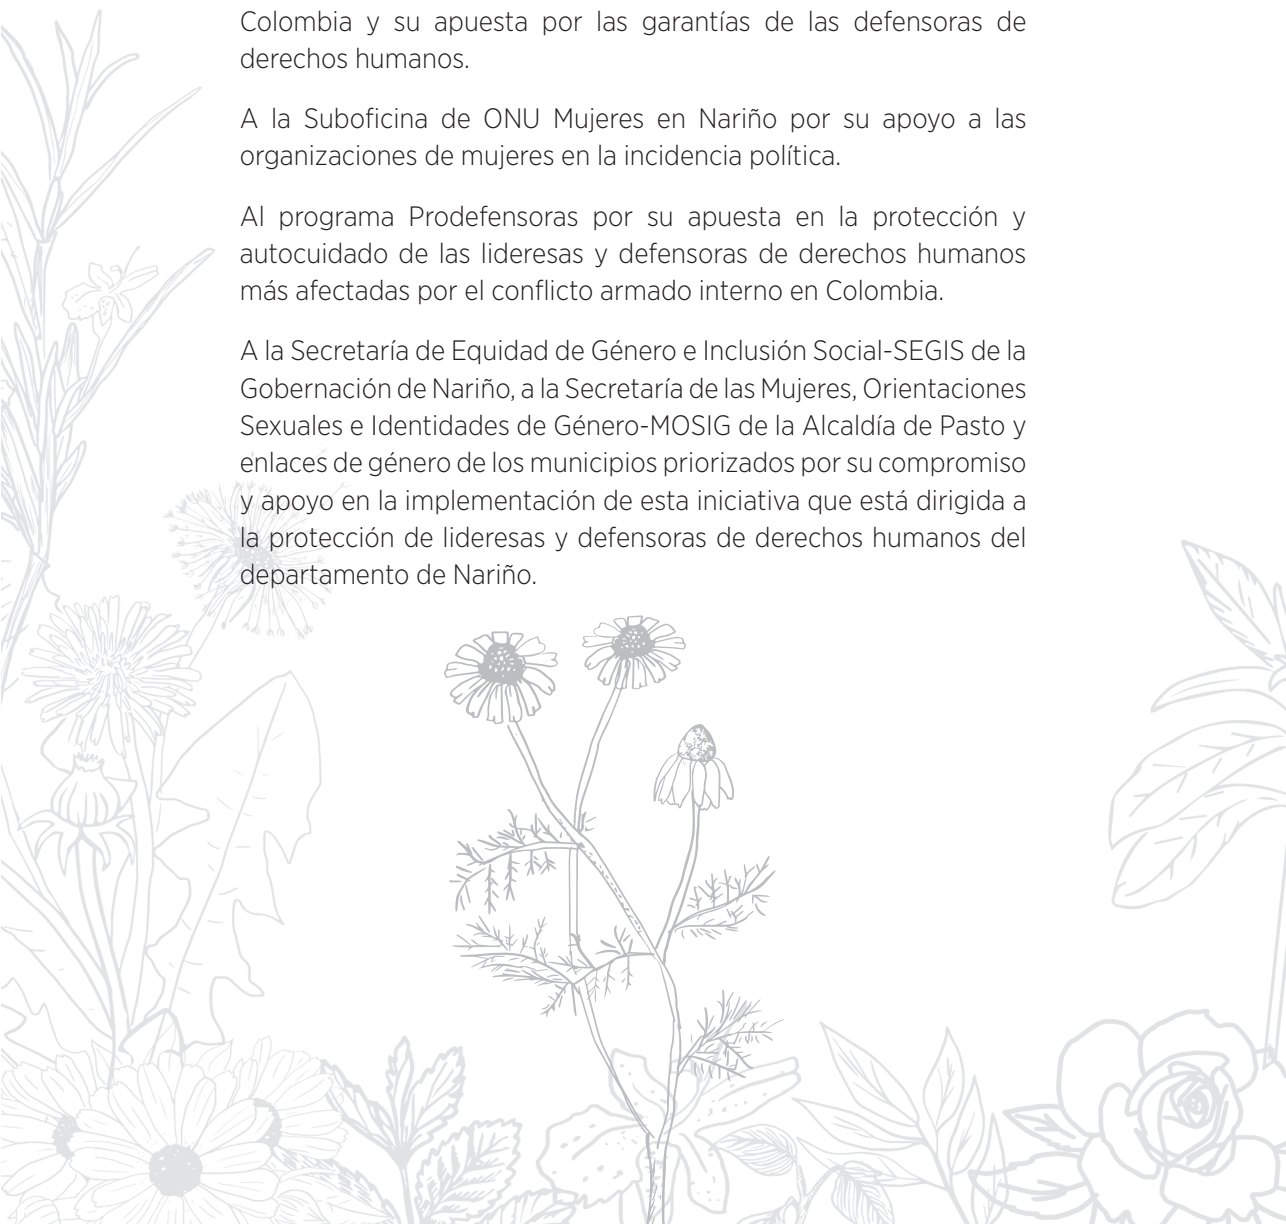 Colombia y su apuesta por las garantías de las defensoras de
derechos humanos.
A la Suboficina de ONU Mujeres en Nariño por su apoyo a las
organizaciones de mujeres en la incidencia política.
Al programa Prodefensoras por su apuesta en la protección y
autocuidado de las lideresas y defensoras de derechos humanos
más afectadas por el conflicto armado interno en Colombia.
A la Secretaría de Equidad de Género e Inclusión Social-SEGIS de la
Gobernación de Nariño, a la Secretaría de las Mujeres, Orientaciones
Sexuales e Identidades de Género-MOSIG de la Alcaldía de Pasto y
enlaces de género de los municipios priorizados por su compromiso
y apoyo en la implementación de esta iniciativa que está dirigida a
la protección de lideresas y defensoras de derechos humanos del
departamento de Nariño.